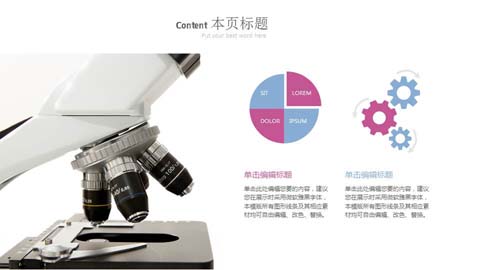 Content 本页标题
Put your best word here
SIT
LOREM
DOLOR
IPSUM
单击编辑标题
单击此处编辑您要的内容，建议
您在展示时采用微软雅黑字体，
本模版所有图形线条及其相应素
材均可自由编辑、改色、替换。
单击编辑标题
单击此处编辑您要的内容，建议
您在展示时采用微软雅黑字体，
本模版所有图形线条及其相应素
材均可自由编辑、改色、替换。